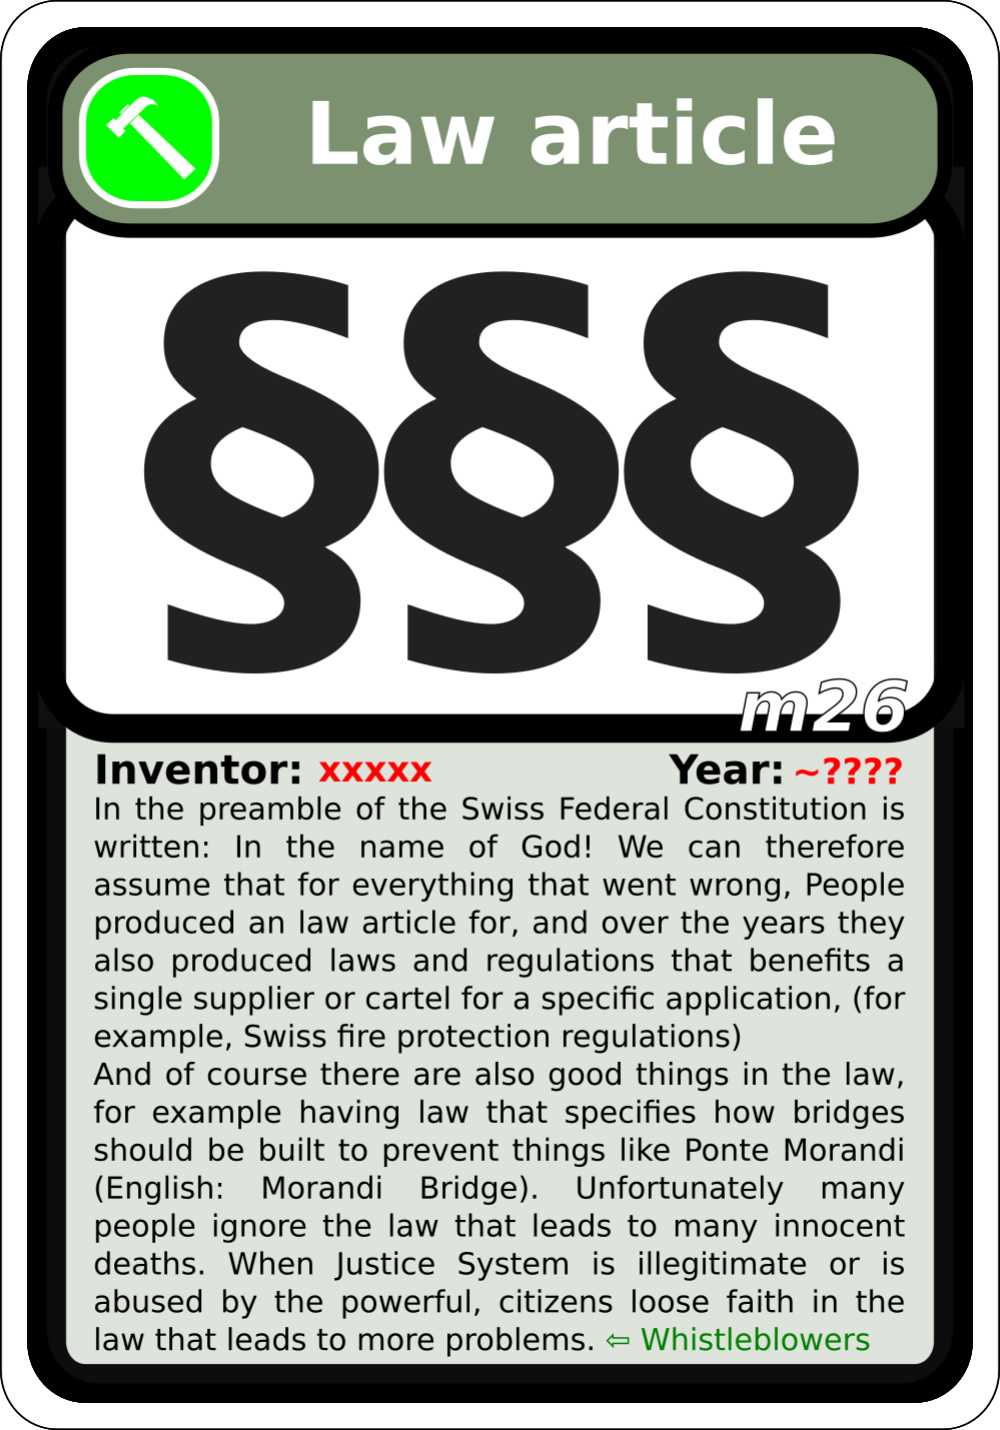 Law article
§§§
m26
Inventor: xxxxx Year: ~????
In the preamble of the Swiss Federal Constitution is
written: In the name of God! We can therefore
assume that for everything that went wrong, People
produced an law article for, and over the years they
also produced laws and regulations that benefits a
single supplier or cartel for a specific application, (for
example, Swiss fire protection regulations)
And of course there are also good things in the law,
for example having law that specifies how bridges
should be built to prevent things like Ponte Morandi
(English: Morandi Bridge). Unfortunately many
people ignore the law that leads to many innocent
deaths. When Justice System is illegitimate or is
abused by the powerful, citizens loose faith in the
law that leads to more problems. ⇦ Whistleblowers